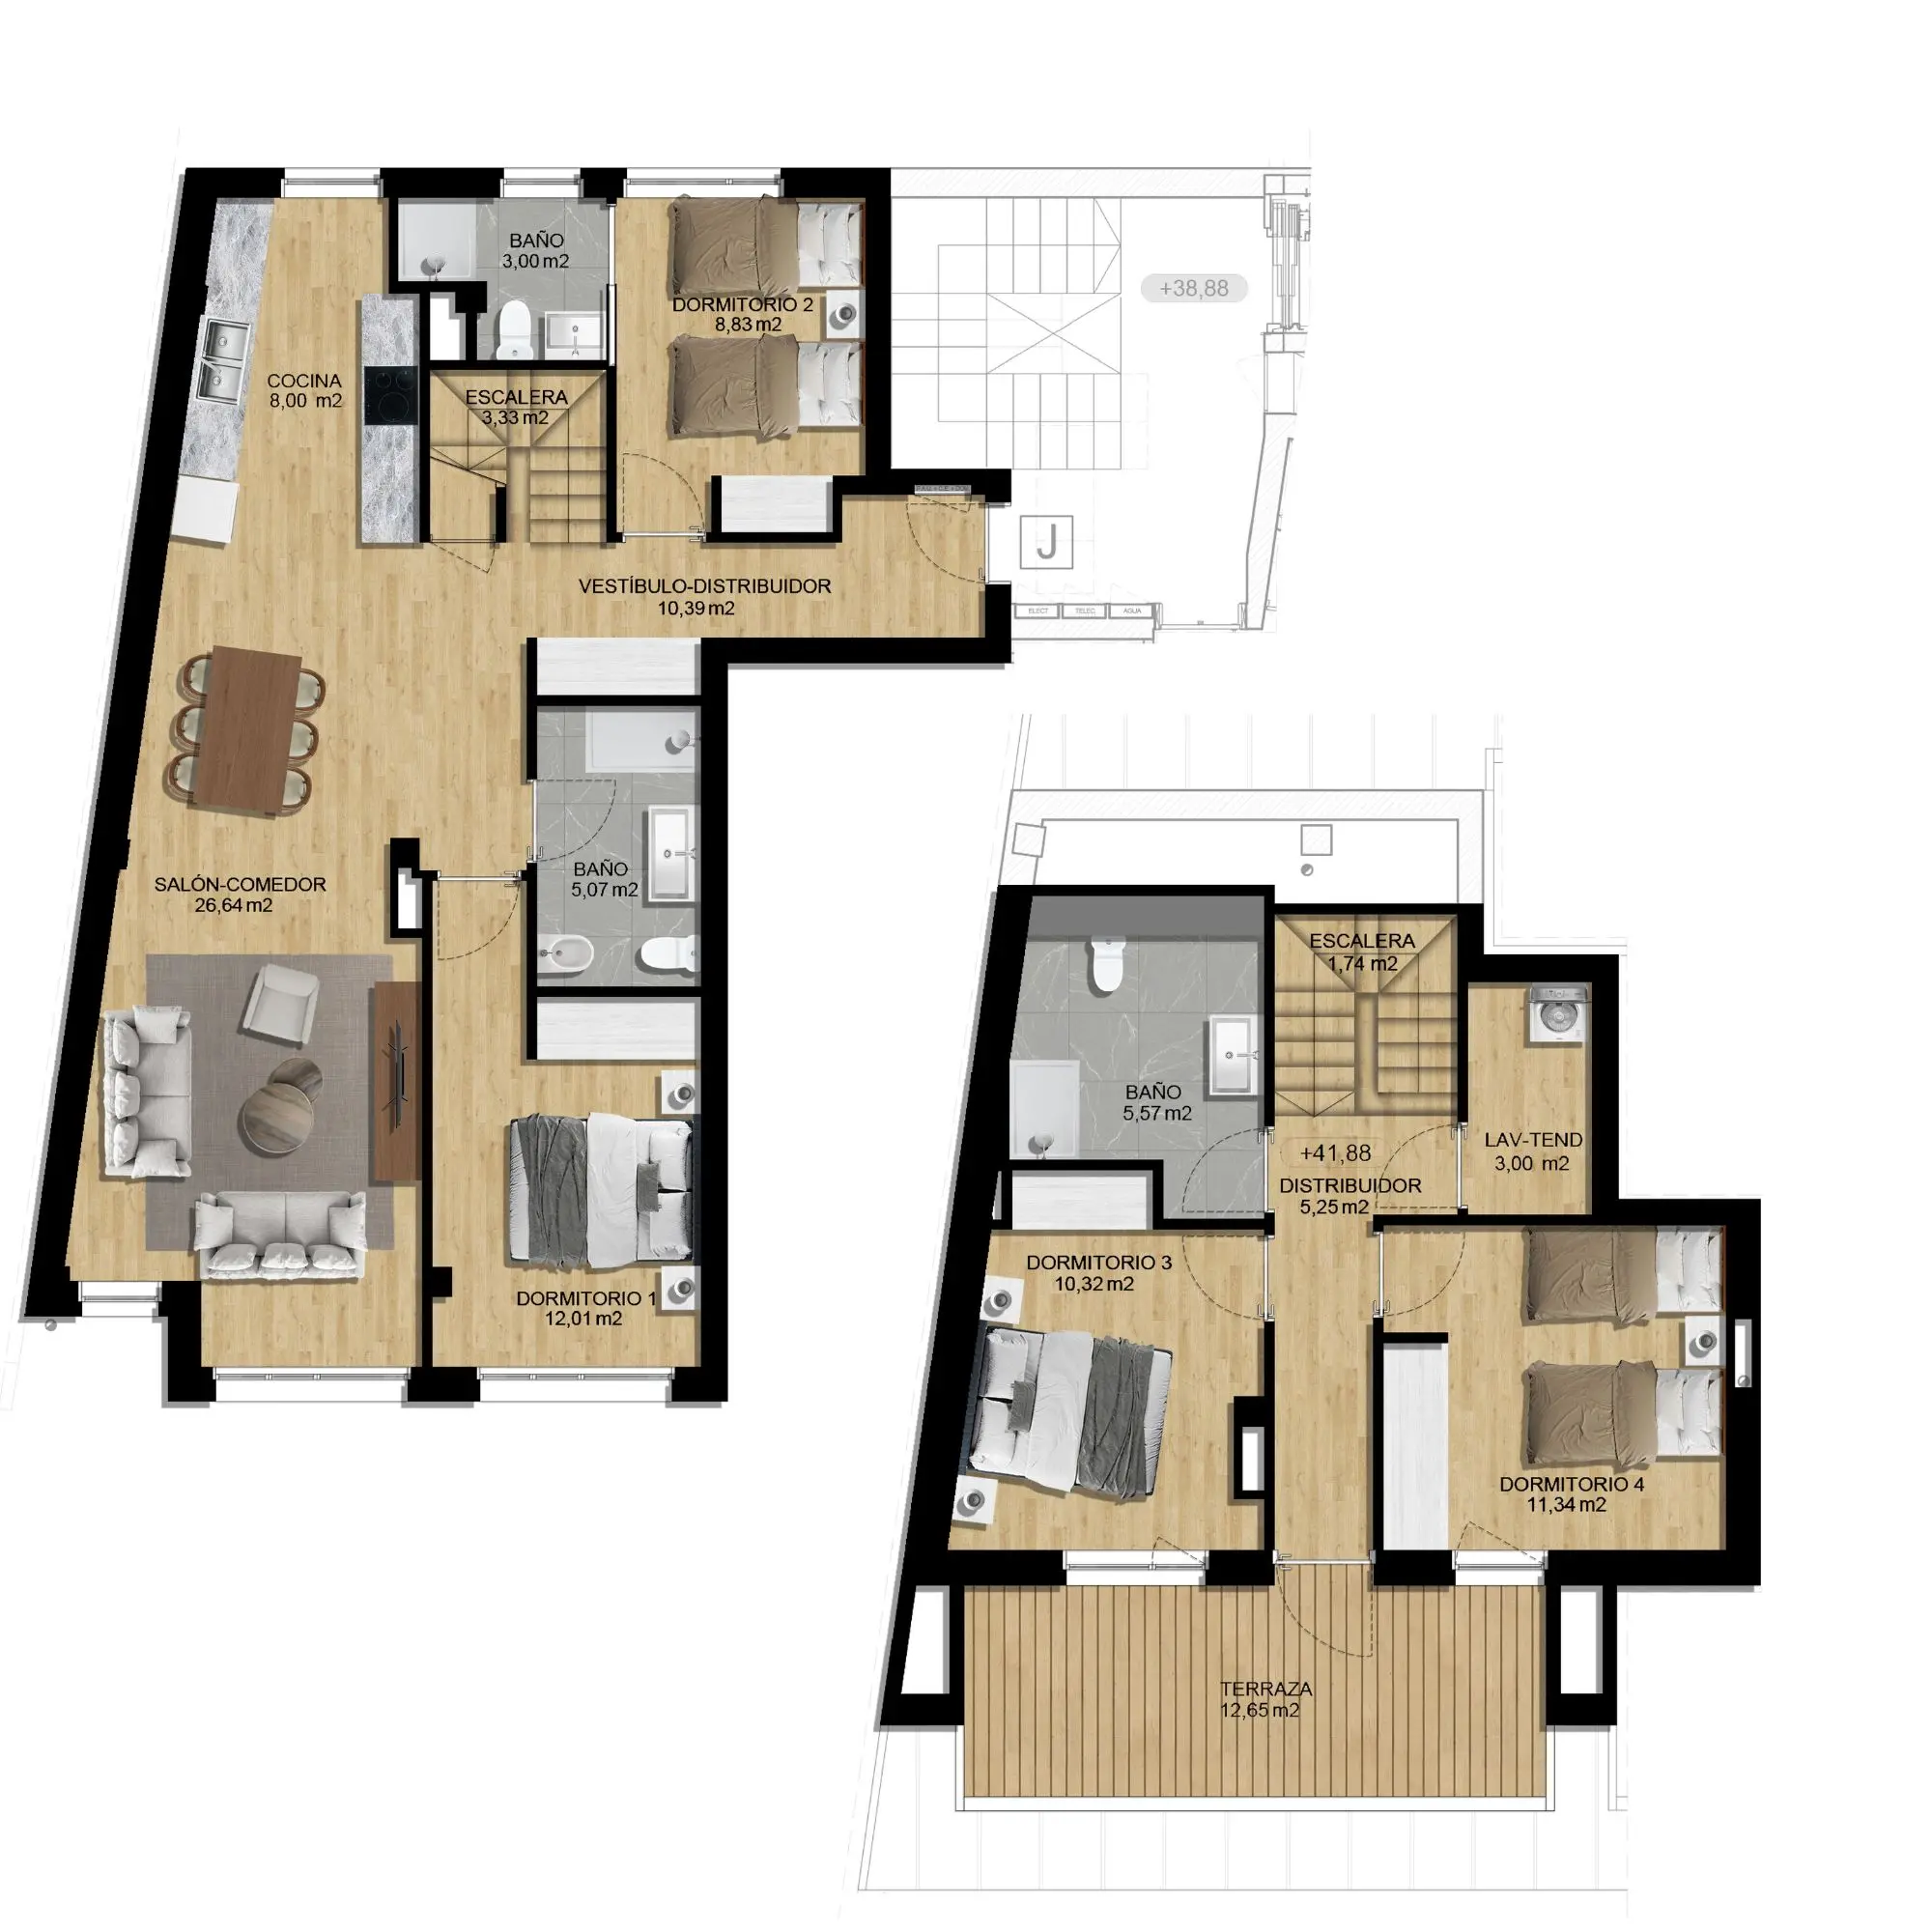 BAÑO
3,00 m2
DORMITORIO 2
8,83 m2
+38,88
COCINA
8,00 m2
ESCALERA
3,33 m2
J
VESTÍBULO-DISTRIBUIDOR
10,39 m2
ELECT
TELEC.
AGUA
BAÑO
5,07 m2
SALÓN-COMEDOR
26,64 m2
DORMITORIO 1
12,01 m2
ESCALERA
1,74 m2
BAÑO
5,57 m2
LAV-TEND
3,00 m2
+41,88
DISTRIBUIDOR
5,25 m2
DORMITORIO 3
10,32 m2
DORMITORIO 4
11,34 m2
TERRAZA
12,65 m2